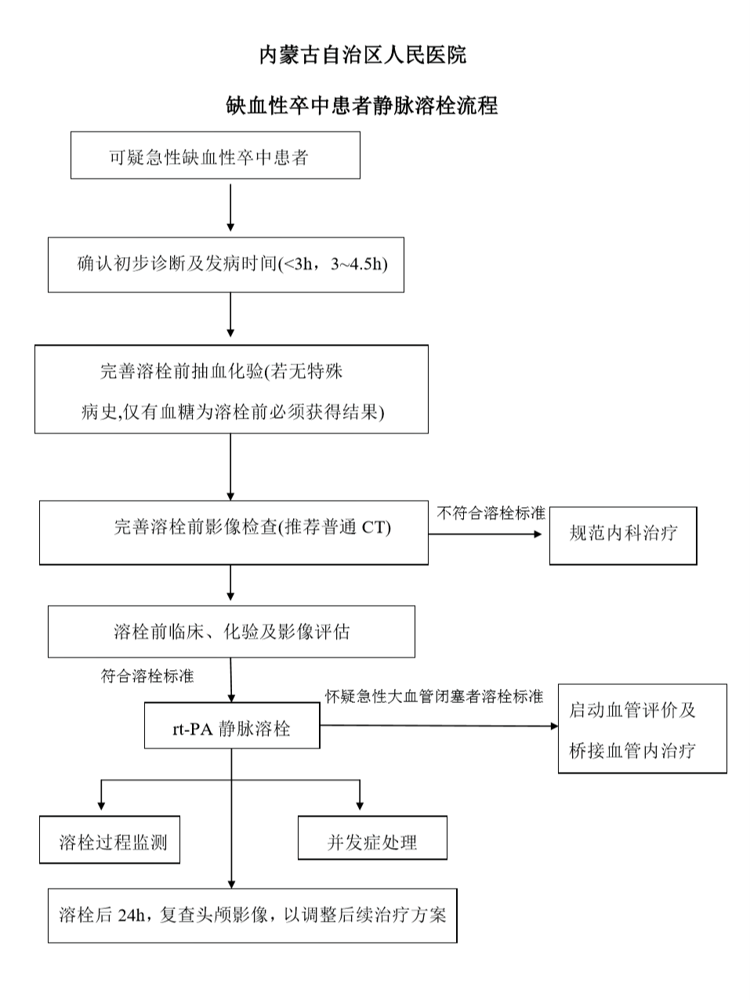 内蒙古自治区人民医院
缺血性卒中患者静脉溶栓流程
可疑急性缺血性卒中患者
确认初步诊断及发病时间(<3h，3~4.5h)
完善溶栓前抽血化验(若无特殊
病史,仅有血糖为溶栓前必须获得结果)
完善溶栓前影像检查(推荐普通 CT)
不符合溶栓标准
规范内科治疗
溶栓前临床、化验及影像评估
符合溶栓标准
rt-PA 静脉溶栓
怀疑急性大血管闭塞者溶栓标准
启动血管评价及
桥接血管内治疗
溶栓过程监测
并发症处理
溶栓后 24h，复查头颅影像，以调整后续治疗方案